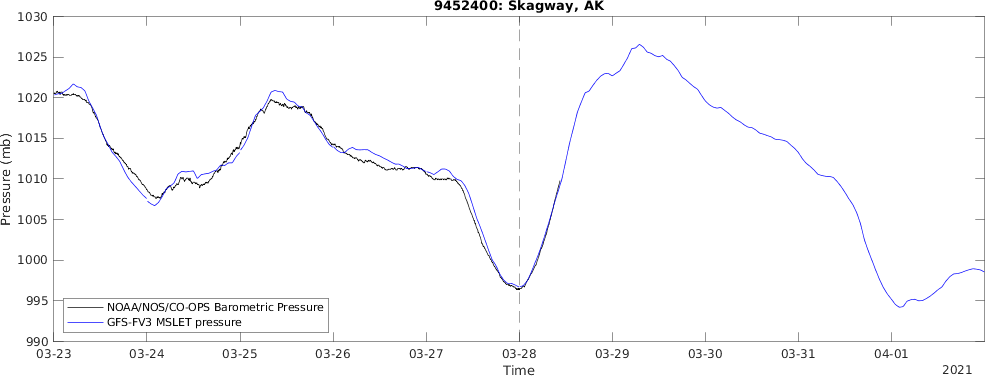 9452400: Skagway, AK
1030
1025
1020
1015
1010
1005
1000
995
990
Pressure (mb)
NOAA/NOS/CO-OPS Barometric Pressure
GFS-FV3 MSLET pressure
03-23 03-24 03-25 03-26 03-27 03-28 03-29 03-30 03-31 04-01
Time
2021